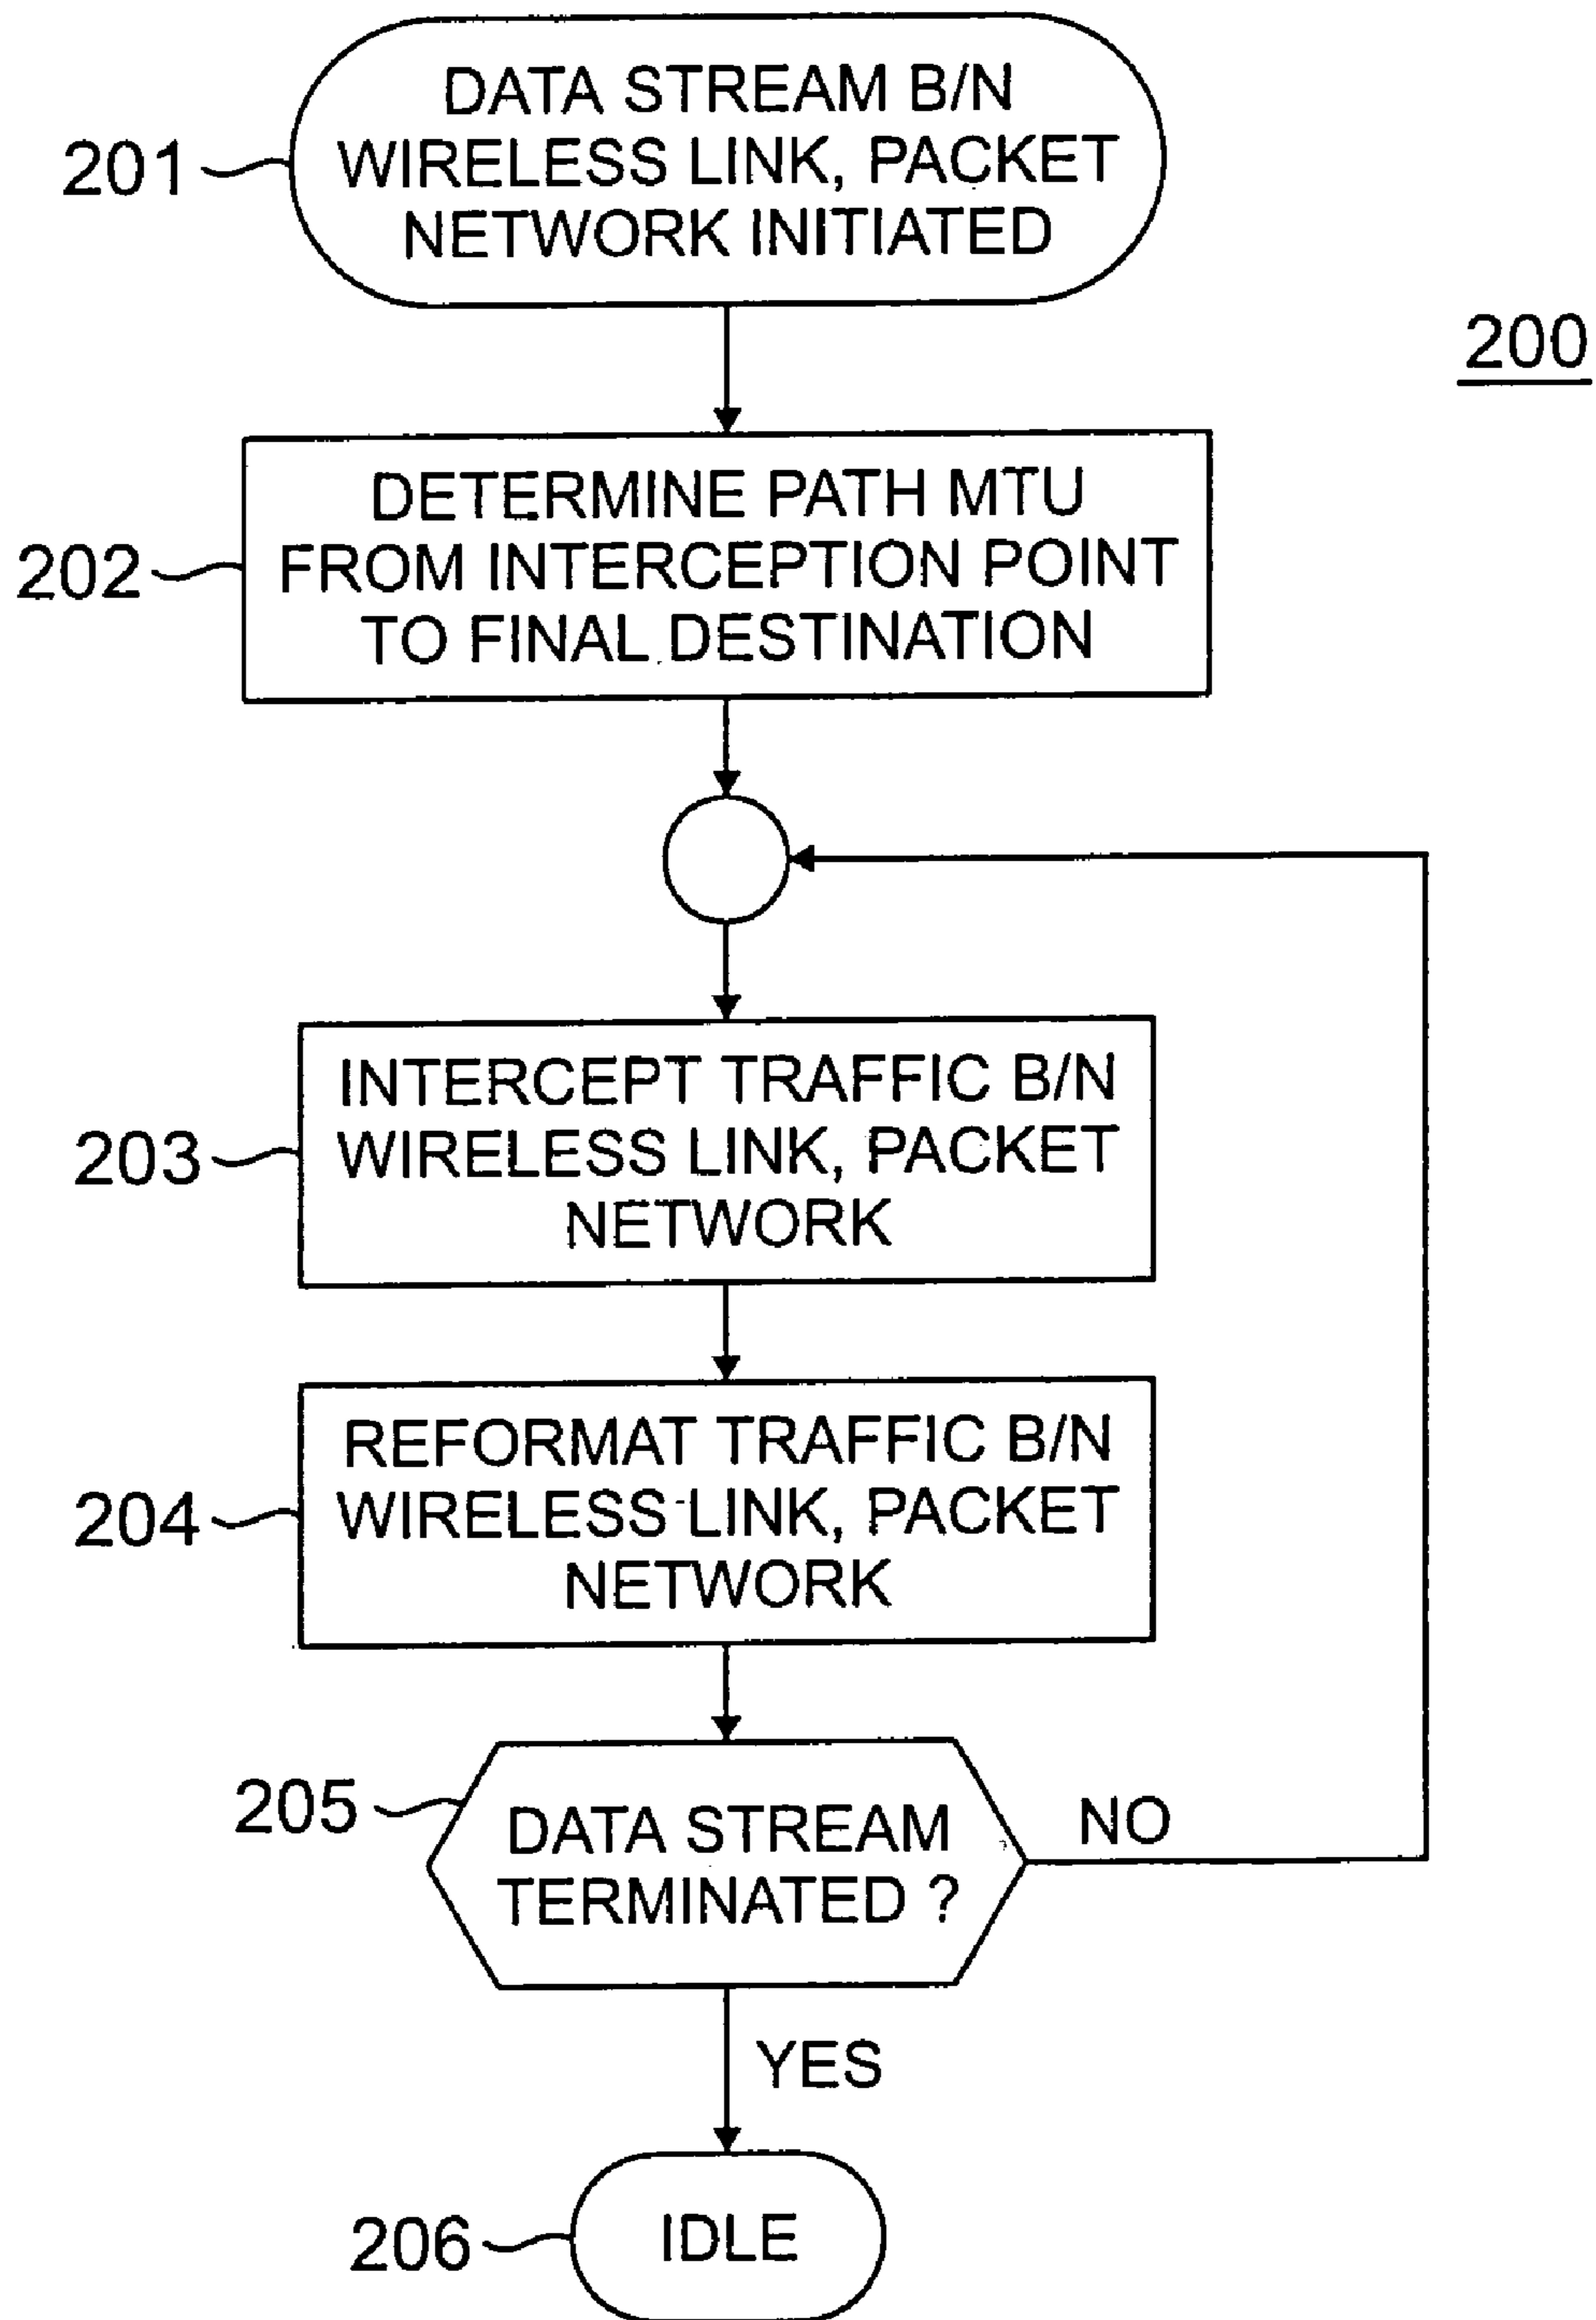 DATA STREAM B/N
WIRELESS LINK, PACKET
NETWORK INITIATED
201
200
DETERMINE PATH MTU
FROM INTERCEPTION POINT
TO FINAL DESTINATION
202
INTERCEPT TRAFFIC B/N
WIRELESS LINK, PACKET
NETWORK
203
REFORMAT TRAFFIC B/N
WIRELESS LINK, PACKET
NETWORK
204
205
DATA STREAM
TERMINATED ?
NO
YES
206
IDLE